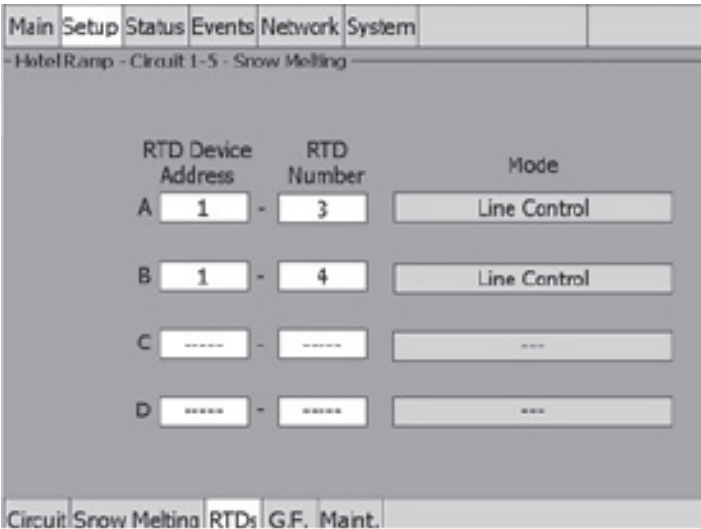 Main Setup Status Events Network System
Hotel Ramp - Circuit 1-5 - Snow Melting
RTD Device Address RTD Number Mode
A 1 - 3 Line Control
B 1 - 4 Line Control
C ----- - ----- ---
D ----- - ----- ---
Circuit Snow Melting RTDs G.F. Maint.